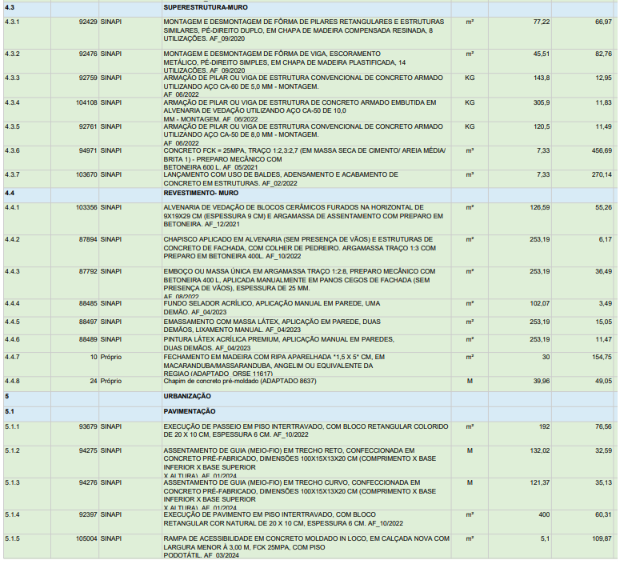 4.3 SUPERESTRUTURA-MURO
4.3.1 92429 SINAPI MONTAGEM E DESMONTAGEM DE FÔRMA DE PILARES RETANGULARES E ESTRUTURAS m² 77,22 66,97
SIMILARES, PÉ-DIREITO DUPLO, EM CHAPA DE MADEIRA COMPENSADA RESINADA, 8
UTILIZAÇÕES. AF_09/2020
4.3.2 92476 SINAPI MONTAGEM E DESMONTAGEM DE FÔRMA DE VIGA, ESCORAMENTO m² 45,51 82,76
METÁLICO, PÉ-DIREITO SIMPLES, EM CHAPA DE MADEIRA PLASTIFICADA, 14
UTILIZAÇÕES. AF_09/2020
4.3.3 92759 SINAPI ARMAÇÃO DE PILAR OU VIGA DE ESTRUTURA CONVENCIONAL DE CONCRETO ARMADO KG 143,8 12,95
UTILIZANDO AÇO CA-60 DE 5,0 MM - MONTAGEM.
AF_06/2022
4.3.4 104108 SINAPI ARMAÇÃO DE PILAR OU VIGA DE ESTRUTURA DE CONCRETO ARMADO EMBUTIDA EM KG 305,9 11,83
ALVENARIA DE VEDAÇÃO UTILIZANDO AÇO CA-50 DE 10,0
MM - MONTAGEM. AF_06/2022
4.3.5 92761 SINAPI ARMAÇÃO DE PILAR OU VIGA DE ESTRUTURA CONVENCIONAL DE CONCRETO ARMADO KG 120,5 11,49
UTILIZANDO AÇO CA-50 DE 8,0 MM - MONTAGEM.
AF_06/2022
4.3.6 94971 SINAPI CONCRETO FCK = 25MPA, TRAÇO 1:2,3:2,7 (EM MASSA SECA DE CIMENTO/ AREIA MÉDIA/ m³ 7,33 456,69
BRITA 1) - PREPARO MECÂNICO COM
BETONEIRA 600 L. AF_05/2021
4.3.7 103670 SINAPI LANÇAMENTO COM USO DE BALDES, ADENSAMENTO E ACABAMENTO DE m³ 7,33 270,14
CONCRETO EM ESTRUTURAS. AF_02/2022
4.4 REVESTIMENTO- MURO
4.4.1 103356 SINAPI ALVENARIA DE VEDAÇÃO DE BLOCOS CERÂMICOS FURADOS NA HORIZONTAL DE m² 126,59 55,26
9X19X29 CM (ESPESSURA 9 CM) E ARGAMASSA DE ASSENTAMENTO COM PREPARO EM
BETONEIRA. AF_12/2021
4.4.2 87894 SINAPI CHAPISCO APLICADO EM ALVENARIA (SEM PRESENÇA DE VÃOS) E ESTRUTURAS DE m² 253,19 6,17
CONCRETO DE FACHADA, COM COLHER DE PEDREIRO. ARGAMASSA TRAÇO 1:3 COM
PREPARO EM BETONEIRA 400L. AF_10/2022
4.4.3 87792 SINAPI EMBOÇO OU MASSA ÚNICA EM ARGAMASSA TRAÇO 1:2:8, PREPARO MECÂNICO COM m² 253,19 36,49
BETONEIRA 400 L, APLICADA MANUALMENTE EM PANOS CEGOS DE FACHADA (SEM
PRESENÇA DE VÃOS), ESPESSURA DE 25 MM.
AF_08/2022
4.4.4 88485 SINAPI FUNDO SELADOR ACRÍLICO, APLICAÇÃO MANUAL EM PAREDE, UMA m² 102,07 3,49
DEMÃO. AF_04/2023
4.4.5 88497 SINAPI EMASSAMENTO COM MASSA LÁTEX, APLICAÇÃO EM PAREDE, DUAS m² 253,19 15,05
DEMÃOS, LIXAMENTO MANUAL. AF_04/2023
4.4.6 88489 SINAPI PINTURA LÁTEX ACRÍLICA PREMIUM, APLICAÇÃO MANUAL EM PAREDES, m² 253,19 11,47
DUAS DEMÃOS. AF_04/2023
4.4.7 10 Próprio FECHAMENTO EM MADEIRA COM RIPA APARELHADA *1,5 X 5* CM, EM m² 30 154,75
MACARANDUBA/MASSARANDUBA, ANGELIM OU EQUIVALENTE DA
REGIAO (ADAPTADO ORSE 11617)
4.4.8 24 Próprio Chapim de concreto pré-moldado (ADAPTADO 8637) M 39,96 49,05
5 URBANIZAÇÃO
5.1 PAVIMENTAÇÃO
5.1.1 93679 SINAPI EXECUÇÃO DE PASSEIO EM PISO INTERTRAVADO, COM BLOCO RETANGULAR COLORIDO m² 192 76,56
DE 20 X 10 CM, ESPESSURA 6 CM. AF_10/2022
5.1.2 94275 SINAPI ASSENTAMENTO DE GUIA (MEIO-FIO) EM TRECHO RETO, CONFECCIONADA EM M 132,02 32,59
CONCRETO PRÉ-FABRICADO, DIMENSÕES 100X15X13X20 CM (COMPRIMENTO X BASE
INFERIOR X BASE SUPERIOR
X ALTURA). AF_01/2024
5.1.3 94276 SINAPI ASSENTAMENTO DE GUIA (MEIO-FIO) EM TRECHO CURVO, CONFECCIONADA EM M 121,37 35,13
CONCRETO PRÉ-FABRICADO, DIMENSÕES 100X15X13X20 CM (COMPRIMENTO X BASE
INFERIOR X BASE SUPERIOR
X ALTURA). AF_01/2024
5.1.4 92397 SINAPI EXECUÇÃO DE PAVIMENTO EM PISO INTERTRAVADO, COM BLOCO m² 400 60,31
RETANGULAR COR NATURAL DE 20 X 10 CM, ESPESSURA 6 CM. AF_10/2022
5.1.5 105004 SINAPI RAMPA DE ACESSIBILIDADE EM CONCRETO MOLDADO IN LOCO, EM CALÇADA NOVA COM m² 5,1 109,87
LARGURA MENOR À 3,00 M, FCK 25MPA, COM PISO
PODOTÁTIL. AF_03/2024